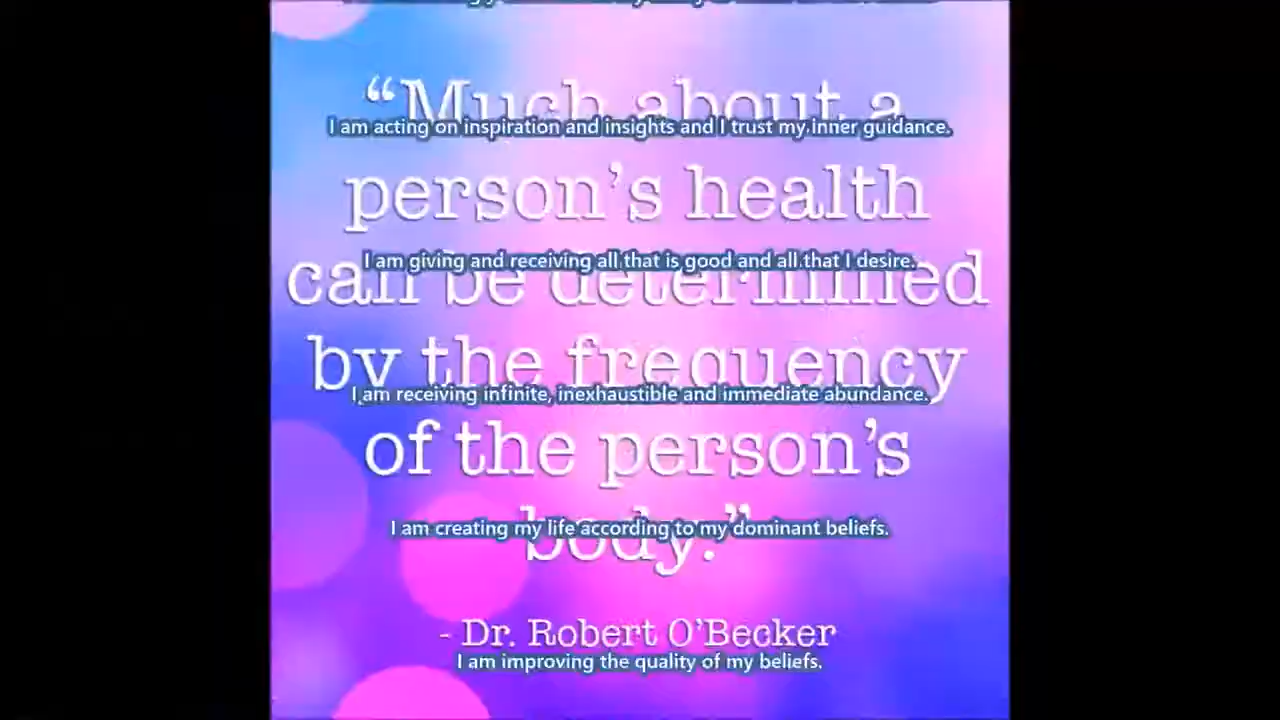 “Much about a
I am acting on inspiration and insights and I trust my inner guidance.
person’s health
I am giving and receiving all that is good and all that I desire.
can be determined
by the frequency
I am receiving infinite, inexhaustible and immediate abundance.
of the person’s
I am creating my life according to my dominant beliefs.
body.”
- Dr. Robert O’Becker
I am improving the quality of my beliefs.